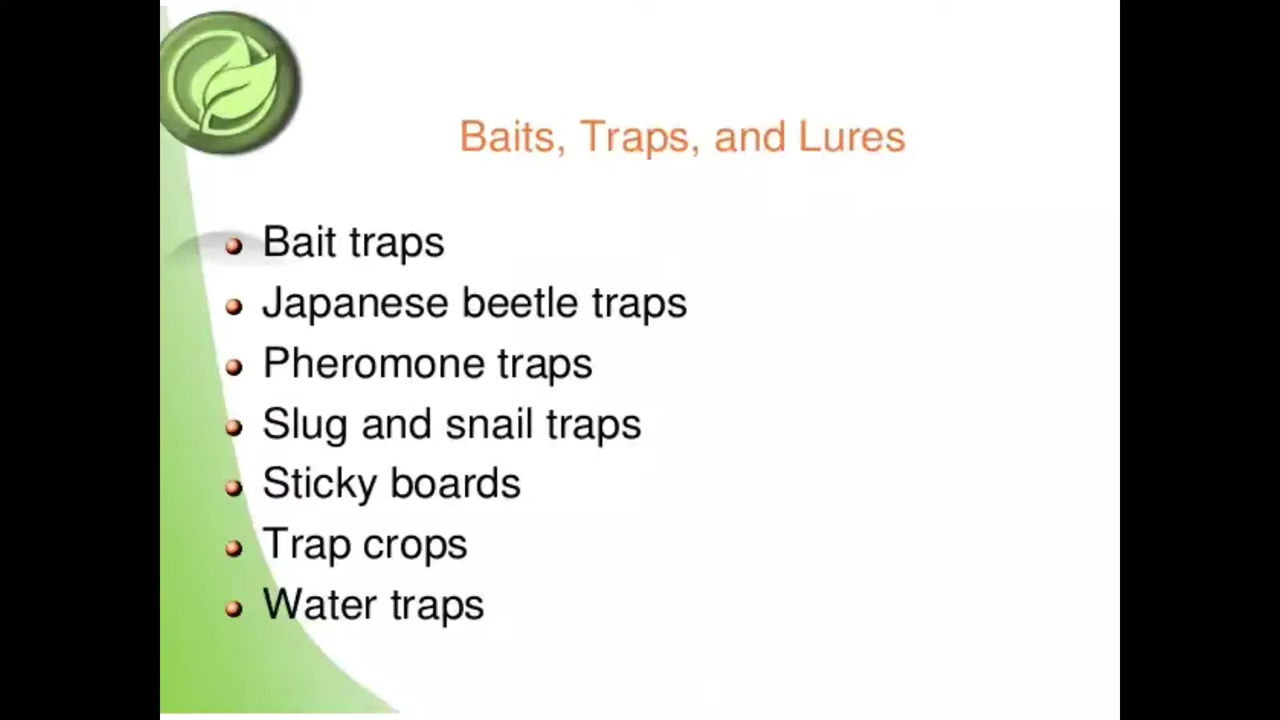 Baits, Traps, and Lures
Bait traps
Japanese beetle traps
Pheromone traps
Slug and snail traps
Sticky boards
Trap crops
Water traps